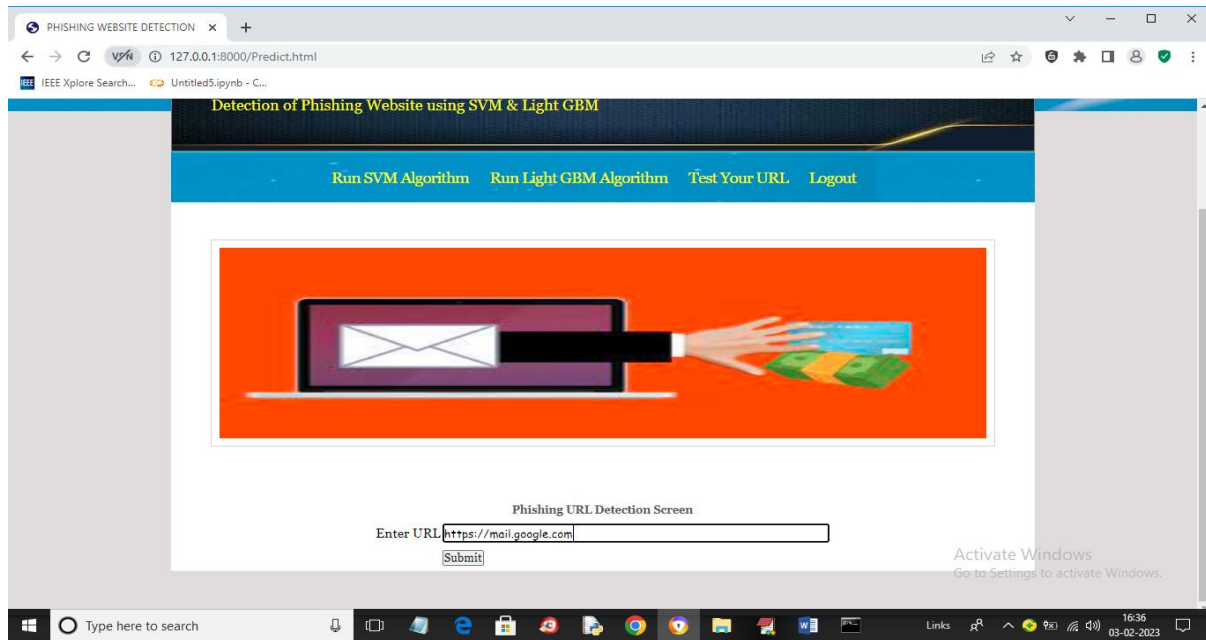 PHISHING WEBSITE DETECTION
127.0.0.1:8000/Predict.html
IEEE IEEE Xplore Search... Untitled5.ipynb - C...
Detection of Phishing Website using SVM & Light GBM
Run SVM Algorithm Run Light GBM Algorithm Test Your URL Logout
Phishing URL Detection Screen
Enter URL https://mail.google.com
Submit
Activate Windows
Go to Settings to activate Windows.
Type here to search
Links
16:36
03-02-2023